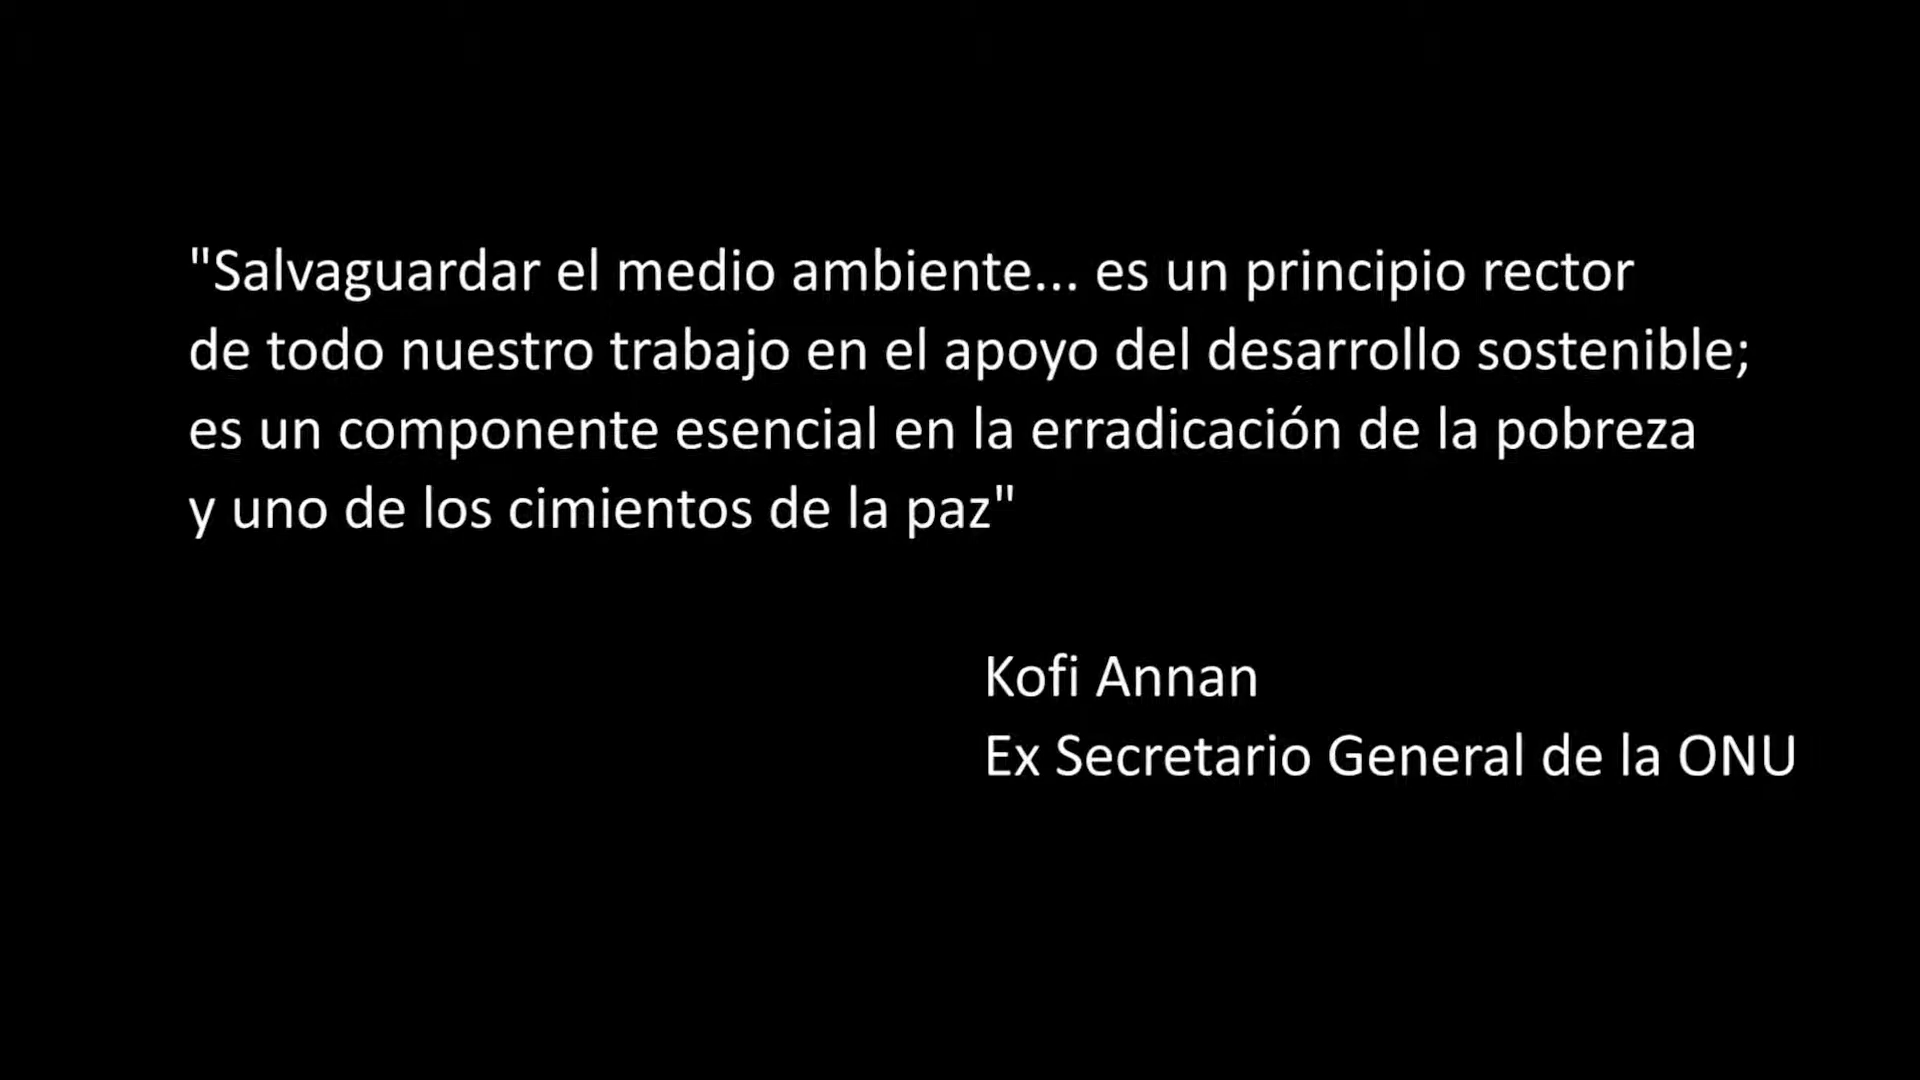 "Salvaguardar el medio ambiente... es un principio rector
de todo nuestro trabajo en el apoyo del desarrollo sostenible;
es un componente esencial en la erradicación de la pobreza
y uno de los cimientos de la paz"
Kofi Annan
Ex Secretario General de la ONU